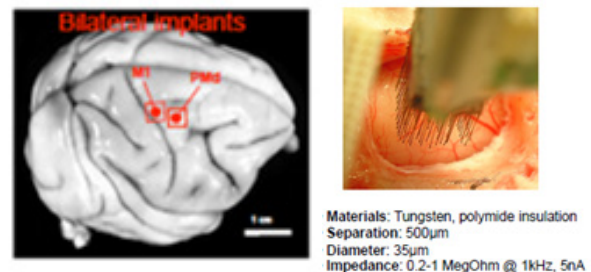 Bilateral implants
M1
PMd
1 cm
Materials: Tungsten, polymide insulation
Separation: 500µm
Diameter: 35µm
Impedance: 0.2-1 MegOhm @ 1kHz, 5nA